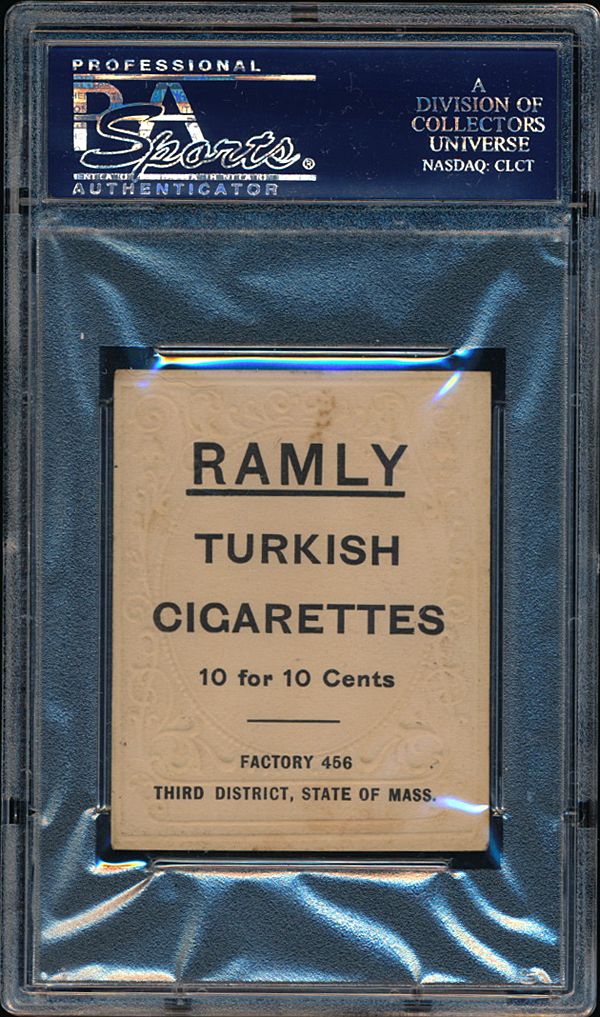 PROFESSIONAL
PSA
Sports®
AUTHENTICATOR
A
DIVISION OF
COLLECTORS
UNIVERSE
NASDAQ: CLCT
RAMLY
TURKISH
CIGARETTES
10 for 10 Cents
FACTORY 456
THIRD DISTRICT, STATE OF MASS.